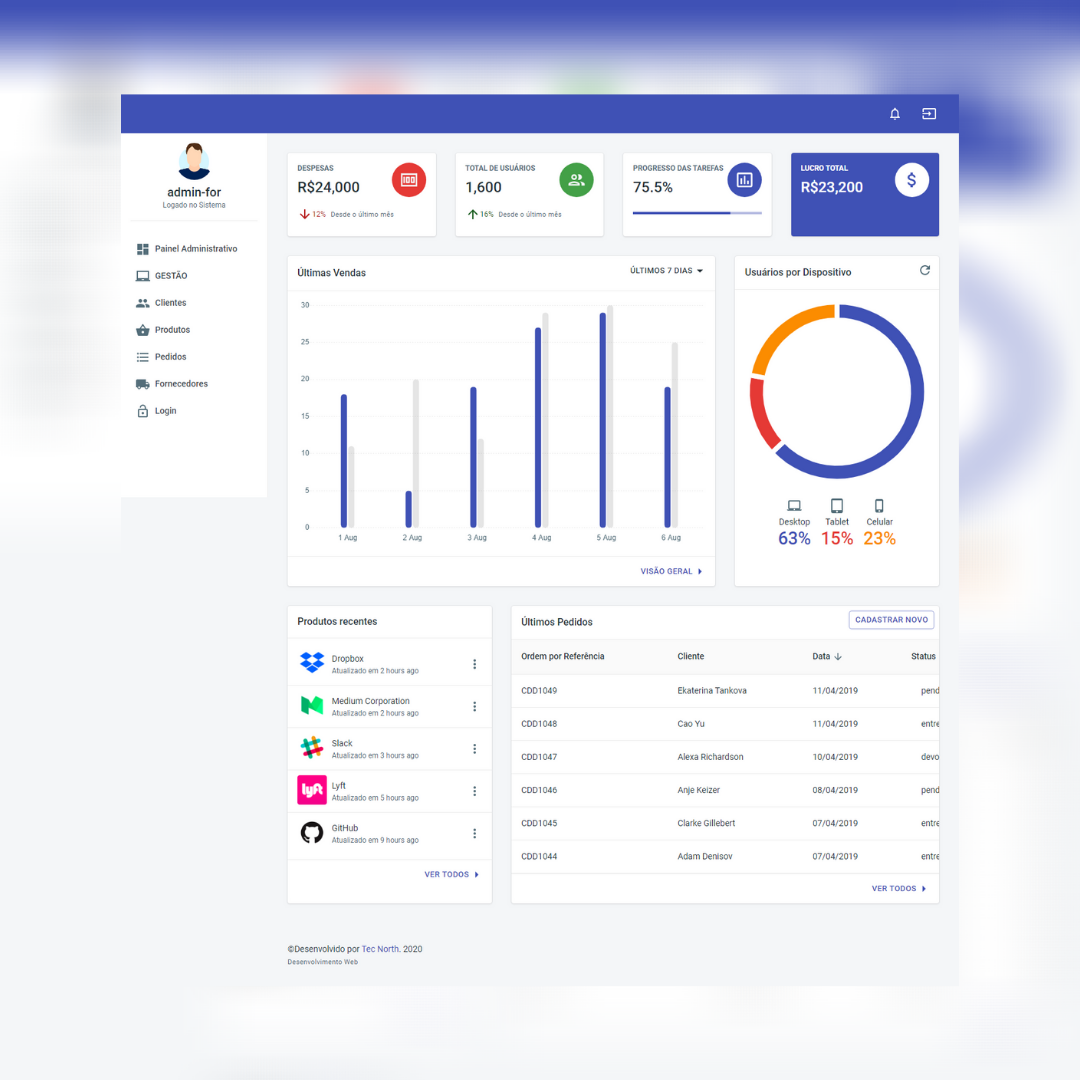 admin-for
Logado no Sistema
Painel Administrativo
GESTÃO
Clientes
Produtos
Pedidos
Fornecedores
Login
DESPESAS
R$24,000
12% Desde o último mês
TOTAL DE USUÁRIOS
1,600
16% Desde o último mês
PROGRESSO DAS TAREFAS
75.5%
LUCRO TOTAL
R$23,200
$
Últimas Vendas
ÚLTIMOS 7 DIAS
30
25
20
15
10
5
0
1 Aug 2 Aug 3 Aug 4 Aug 5 Aug 6 Aug
VISÃO GERAL
Usuários por Dispositivo
Desktop Tablet Celular
63% 15% 23%
Produtos recentes
Dropbox
Atualizado em 2 hours ago
Medium Corporation
Atualizado em 2 hours ago
Slack
Atualizado em 3 hours ago
lyft
Lyft
Atualizado em 5 hours ago
GitHub
Atualizado em 9 hours ago
VER TODOS
Últimos Pedidos
CADASTRAR NOVO
Ordem por Referência Cliente Data Status
CDD1049 Ekaterina Tankova 11/04/2019 pend
CDD1048 Cao Yu 11/04/2019 entre
CDD1047 Alexa Richardson 10/04/2019 devo
CDD1046 Anje Keizer 08/04/2019 pend
CDD1045 Clarke Gillebert 07/04/2019 entre
CDD1044 Adam Denisov 07/04/2019 entre
VER TODOS
©Desenvolvido por Tec North. 2020
Desenvolvimento Web